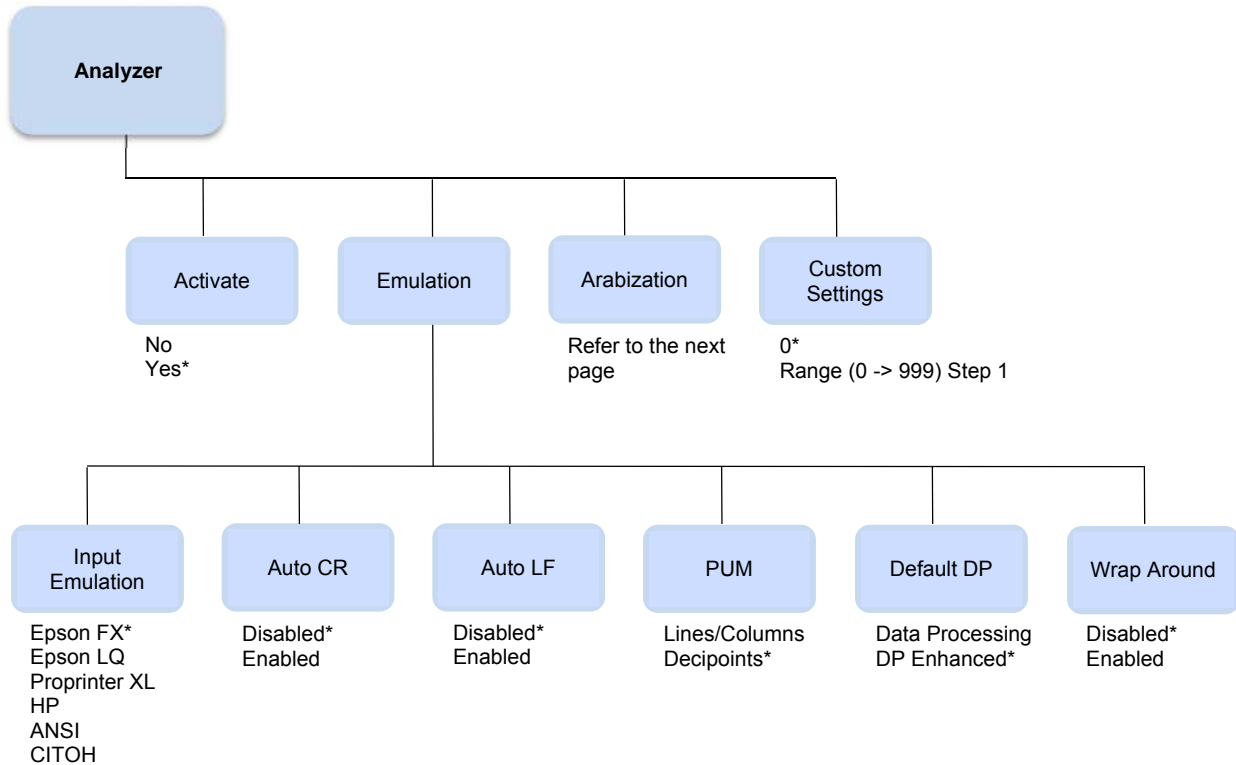 Analyzer
Activate
Emulation
Arabization
Custom
Settings
No
Yes*
Refer to the next
page
0*
Range (0 -> 999) Step 1
Input
Emulation
Auto CR
Auto LF
PUM
Default DP
Wrap Around
Epson FX*
Epson LQ
Proprinter XL
HP
ANSI
CITOH
Disabled*
Enabled
Disabled*
Enabled
Lines/Columns
Decipoints*
Data Processing
DP Enhanced*
Disabled*
Enabled